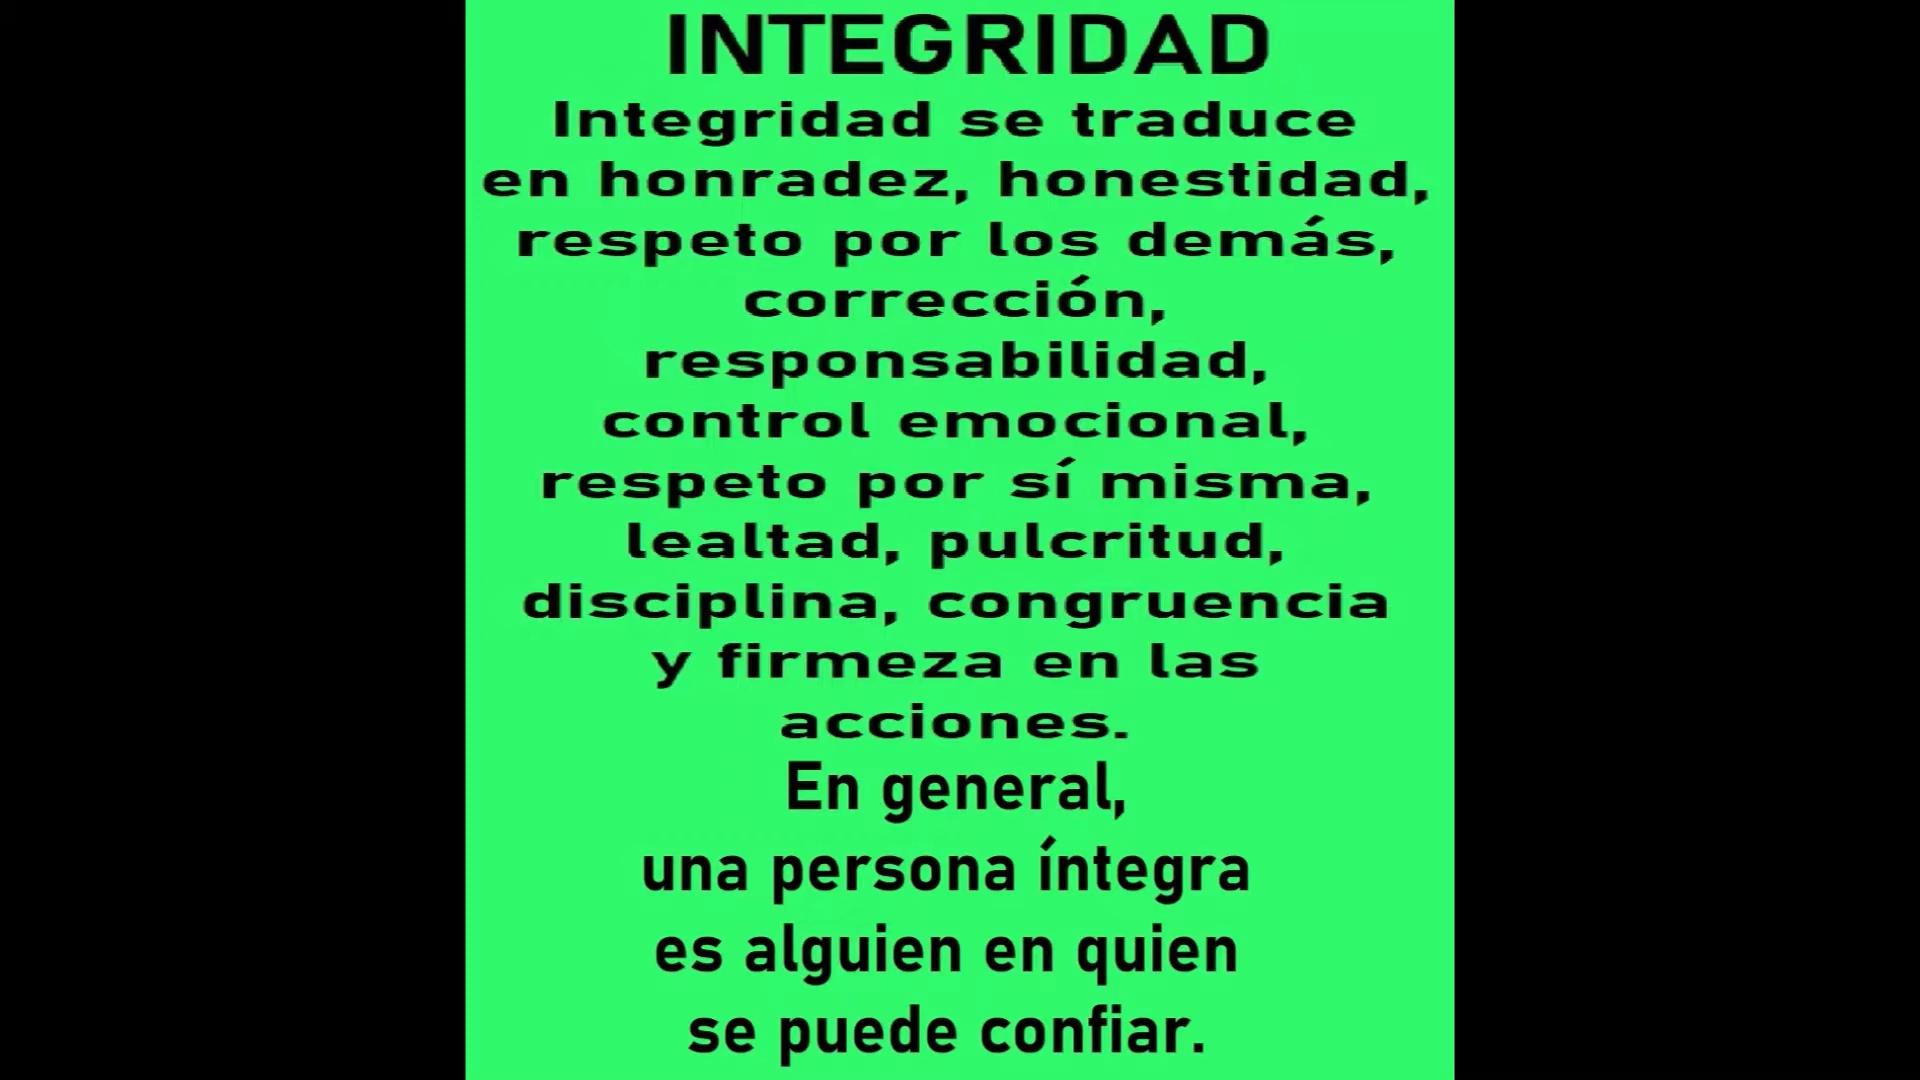 INTEGRIDAD
Integridad se traduce
en honradez, honestidad,
respeto por los demás,
corrección,
responsabilidad,
control emocional,
respeto por sí misma,
lealtad, pulcritud,
disciplina, congruencia
y firmeza en las
acciones.
En general,
una persona íntegra
es alguien en quien
se puede confiar.